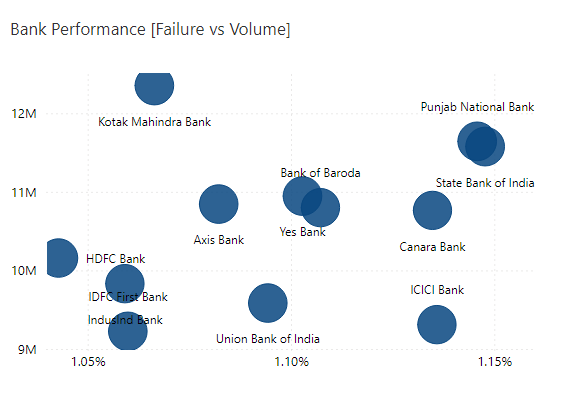 Bank Performance [Failure vs Volume]
12M
Punjab National Bank
Kotak Mahindra Bank
Bank of Baroda
State Bank of India
11M
Yes Bank
Axis Bank
Canara Bank
HDFC Bank
10M
ICICI Bank
IDFC First Bank
IndusInd Bank
Union Bank of India
9M
1.05%
1.10%
1.15%